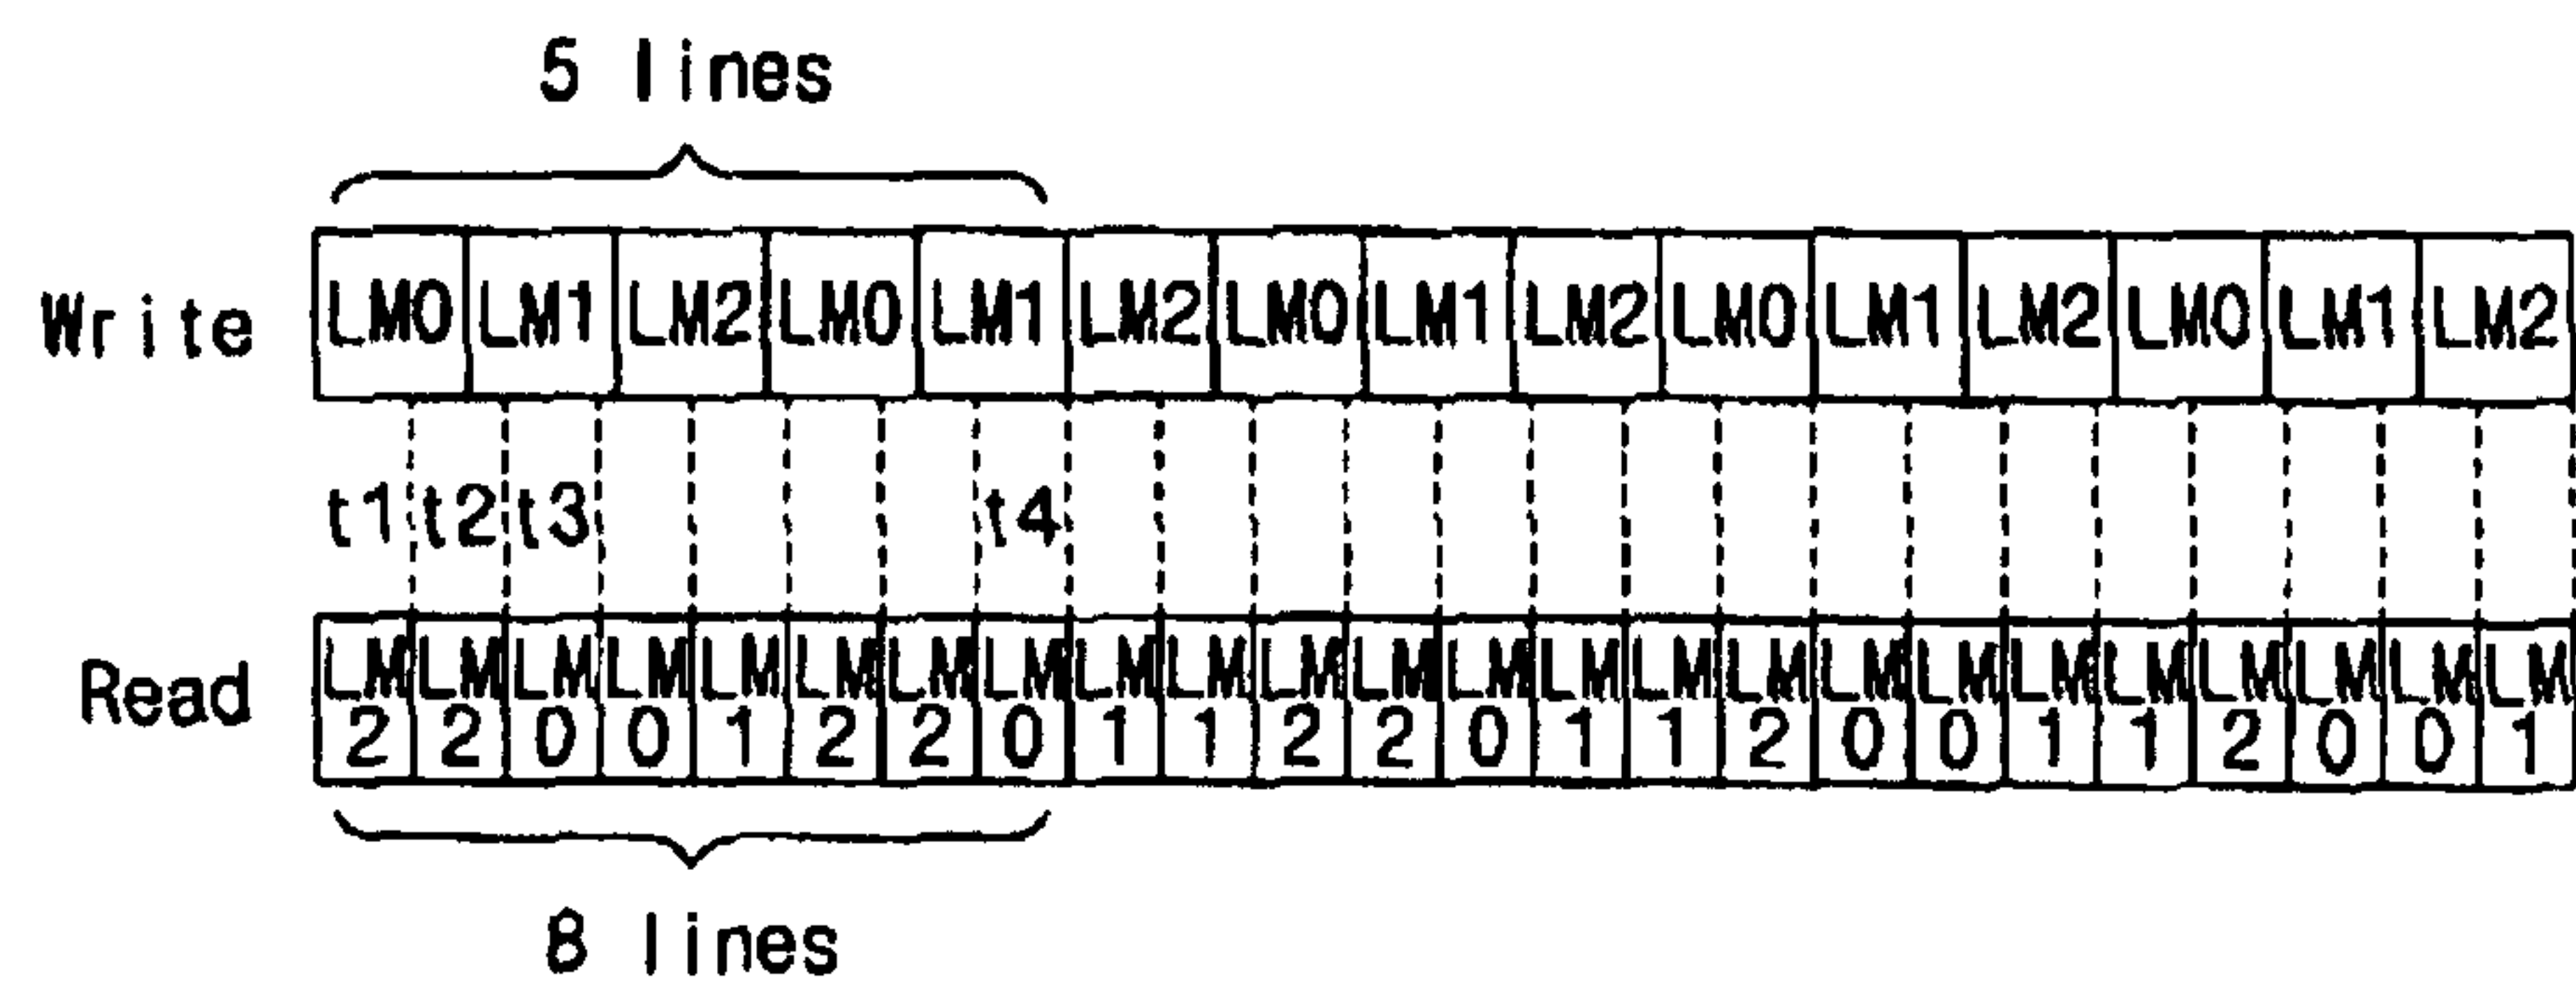 5 lines
Write LM0 LM1 LM2 LM0 LM1 LM2 LM0 LM1 LM2 LM0 LM1 LM2 LM0 LM1 LM2
t1 t2 t3 t4
Read LM LM LM LM LM LM LM LM LM LM LM LM LM LM LM LM LM LM LM LM LM LM LM LM
2 2 0 0 1 2 2 0 1 1 2 2 0 1 1 2 0 0 1 1 2 0 0 1
8 lines